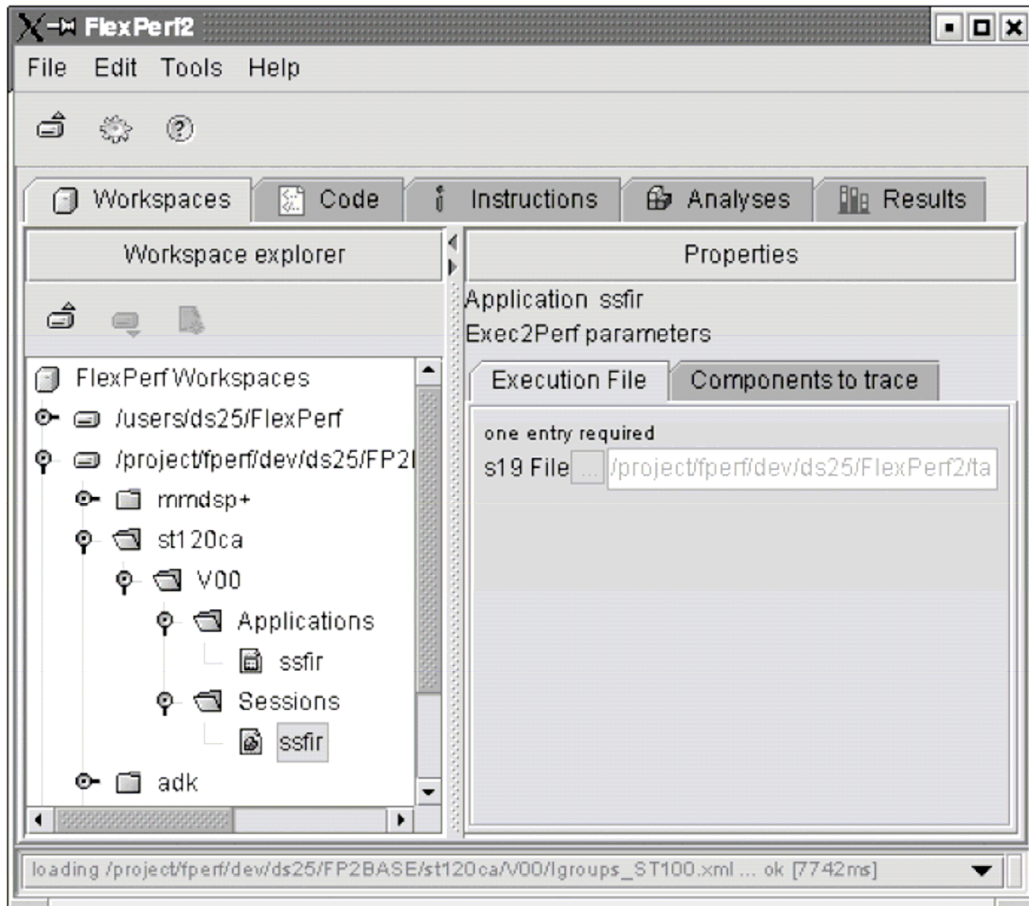 FlexPerf2
File Edit Tools Help
Workspaces Code Instructions Analyses Results
Workspace explorer
Properties
Application ssfir
Exec2Perf parameters
Execution File Components to trace
one entry required
s19 File ... /project/fperf/dev/ds25/FlexPerf2/ta
FlexPerf Workspaces
/users/ds25/FlexPerf
/project/fperf/dev/ds25/FP2
mmdsp+
st120ca
V00
Applications
ssfir
Sessions
ssfir
adk
loading /project/fperf/dev/ds25/FP2BASE/st120ca/V00/Igroups_ST100.xml ... ok [7742ms]